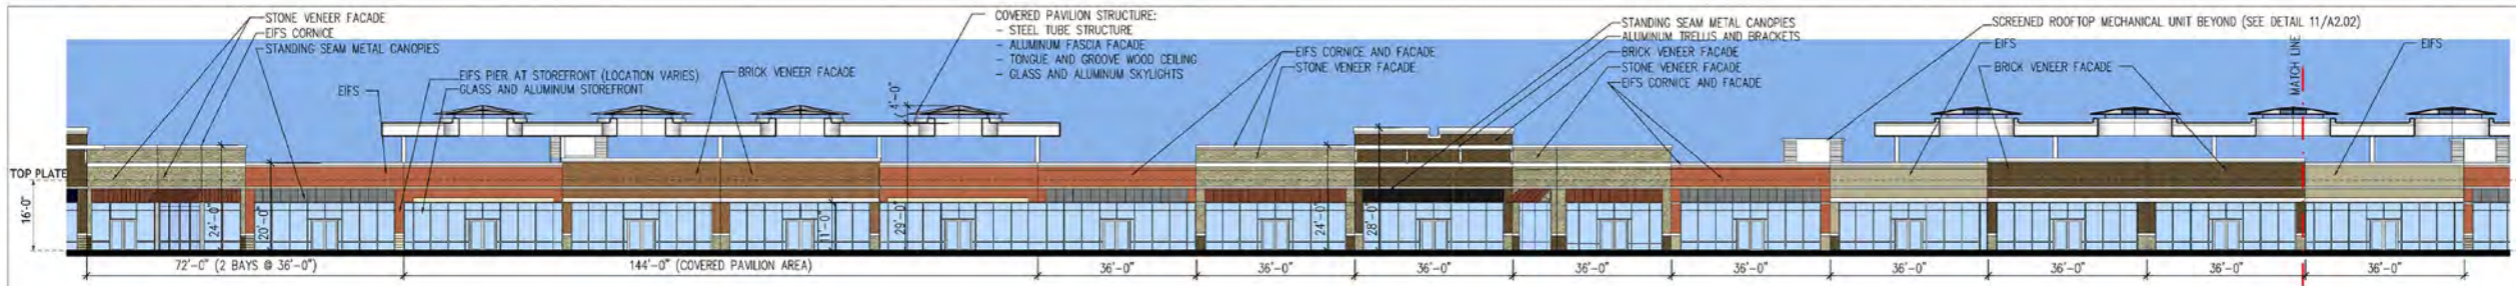 STONE VENEER FACADE
EIFS CORNICE
STANDING SEAM METAL CANOPIES
EIFS
EIFS PIER AT STOREFRONT (LOCATION VARIES)
GLASS AND ALUMINUM STOREFRONT
BRICK VENEER FACADE
COVERED PAVILION STRUCTURE:
- STEEL TUBE STRUCTURE
- ALUMINUM FASCIA FACADE
- TONGUE AND GROOVE WOOD CEILING
- GLASS AND ALUMINUM SKYLIGHTS
EIFS CORNICE AND FACADE
STONE VENEER FACADE
STANDING SEAM METAL CANOPIES
ALUMINUM TRELLIS AND BRACKETS
BRICK VENEER FACADE
STONE VENEER FACADE
EIFS CORNICE AND FACADE
SCREENED ROOFTOP MECHANICAL UNIT BEYOND (SEE DETAIL 11/A2.02)
EIFS
BRICK VENEER FACADE
MATCH LINE
EIFS
TOP PLATE
16'-0"
24'-0"
20'-0"
11'-0"
29'-0"
24'-0"
28'-0"
72'-0" (2 BAYS @ 36'-0")
144'-0" (COVERED PAVILION AREA)
36'-0"
36'-0"
36'-0"
36'-0"
36'-0"
36'-0"
36'-0"
36'-0"
36'-0"